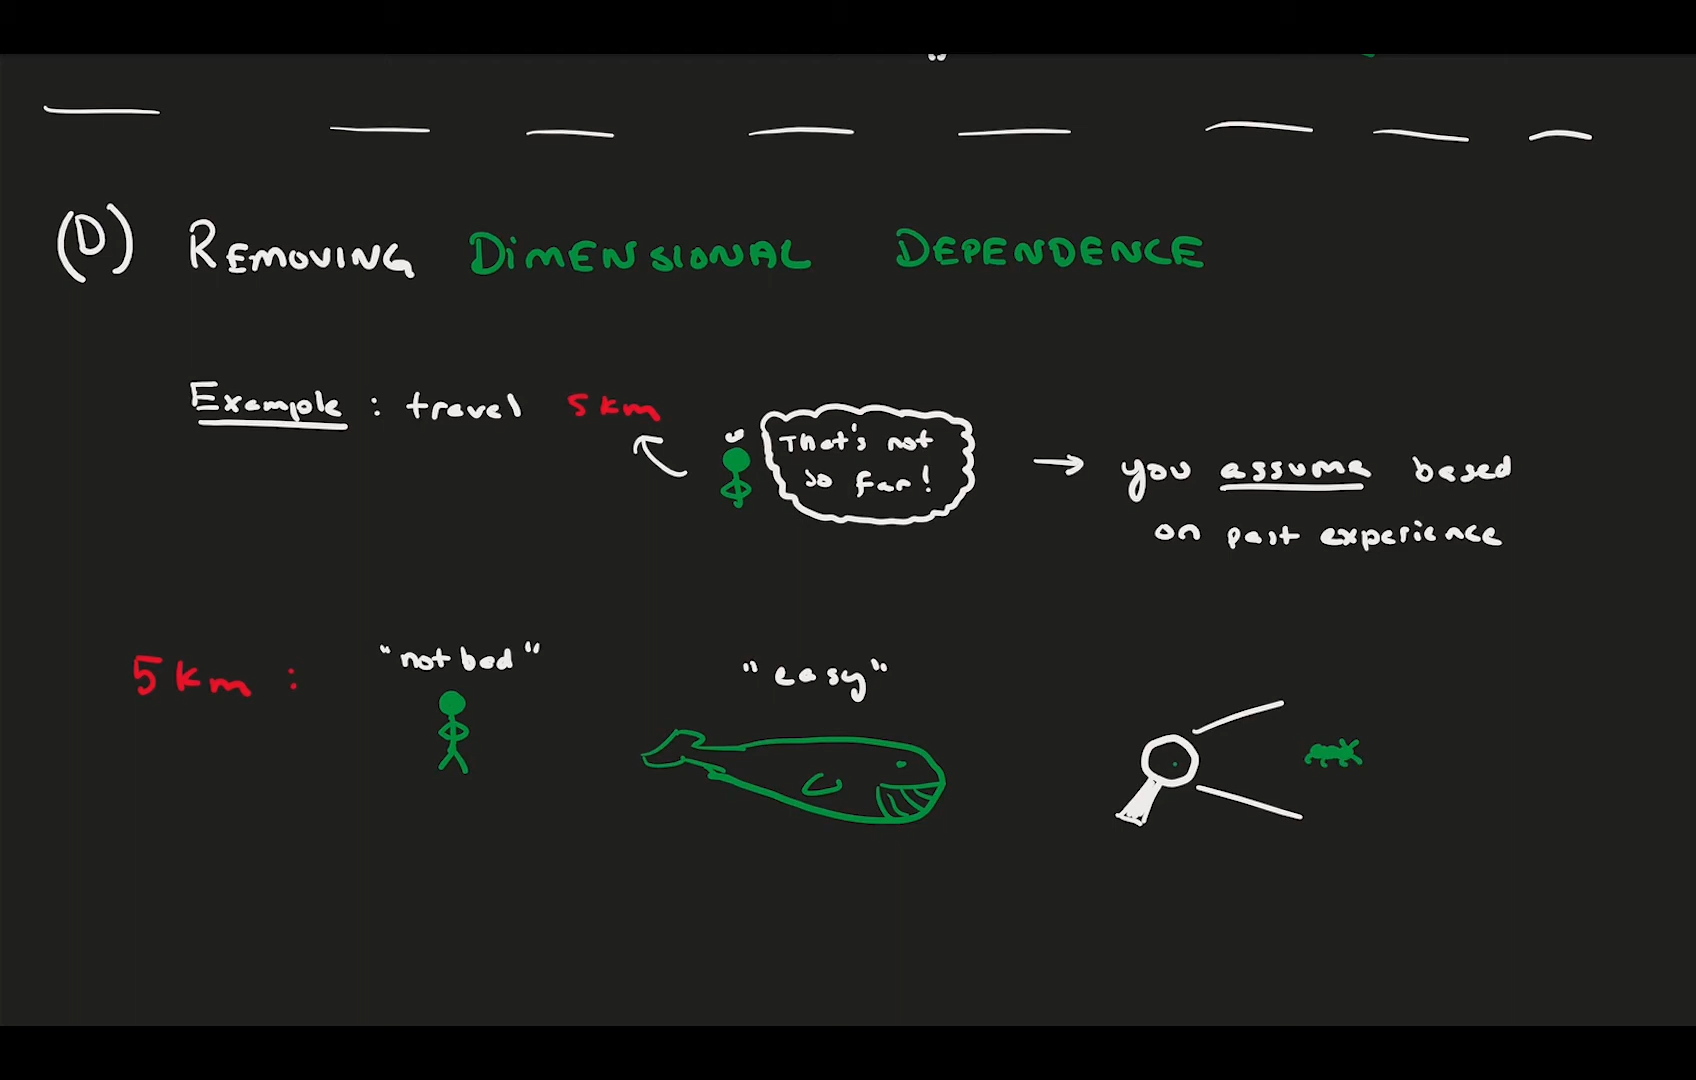 (D) REMOVING DIMENSIONAL DEPENDENCE
Example : travel 5 km
That's not
so far!
→ you assume based
on past experience
5 km :
"not bad"
"easy"